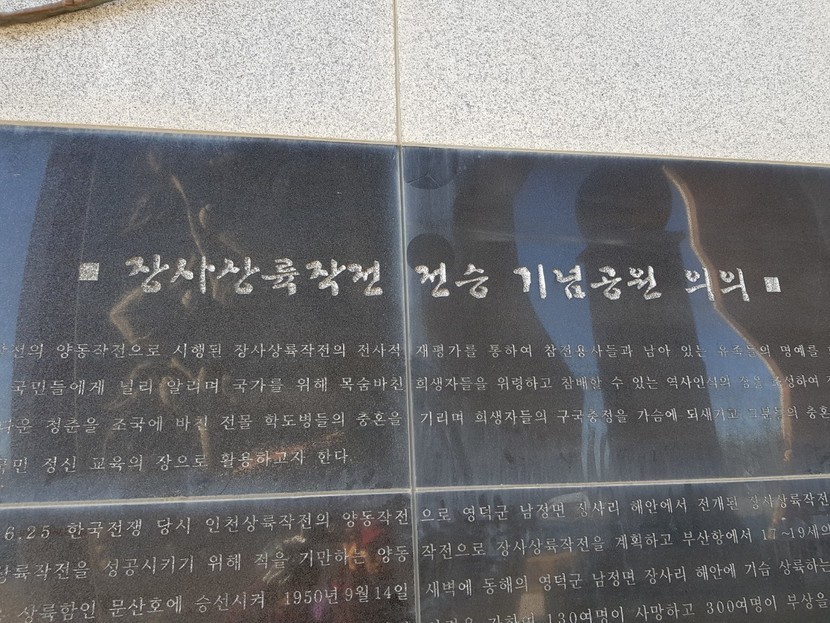 ▣ 장사상륙작전 전승 기념공원 의의 ▣
양동작전으로 시행된 장사상륙작전의 전사적 재평가를 통하여 참전용사들과 남아 있는 유족들의 명예를
국민들에게 널리 알리며 국가를 위해 목숨바친 희생자들을 위령하고 참배할 수 있는 역사인식의 조성하여
청춘을 조국에 바친 전몰 학도병들의 충혼을 기리며 희생자들의 구국충정을 가슴에 되새기고 그분들의 충혼
정신 교육의 장으로 활용하고자 한다.
6.25 한국전쟁 당시 인천상륙작전의 양동작전으로 영덕군 남정면 장사리 해안에서 전개된 장사상륙작전
성공시키기 위해 적을 기만하는 양동작전으로 장사상륙작전을 계획하고 부산항에서 17~19세의
상륙함인 문산호에 승선시켜 1950년 9월 14일 새벽에 동해의 영덕군 남정면 장사리 해안에 기습 상륙하는
130여명이 사망하고 300여명이 부상을